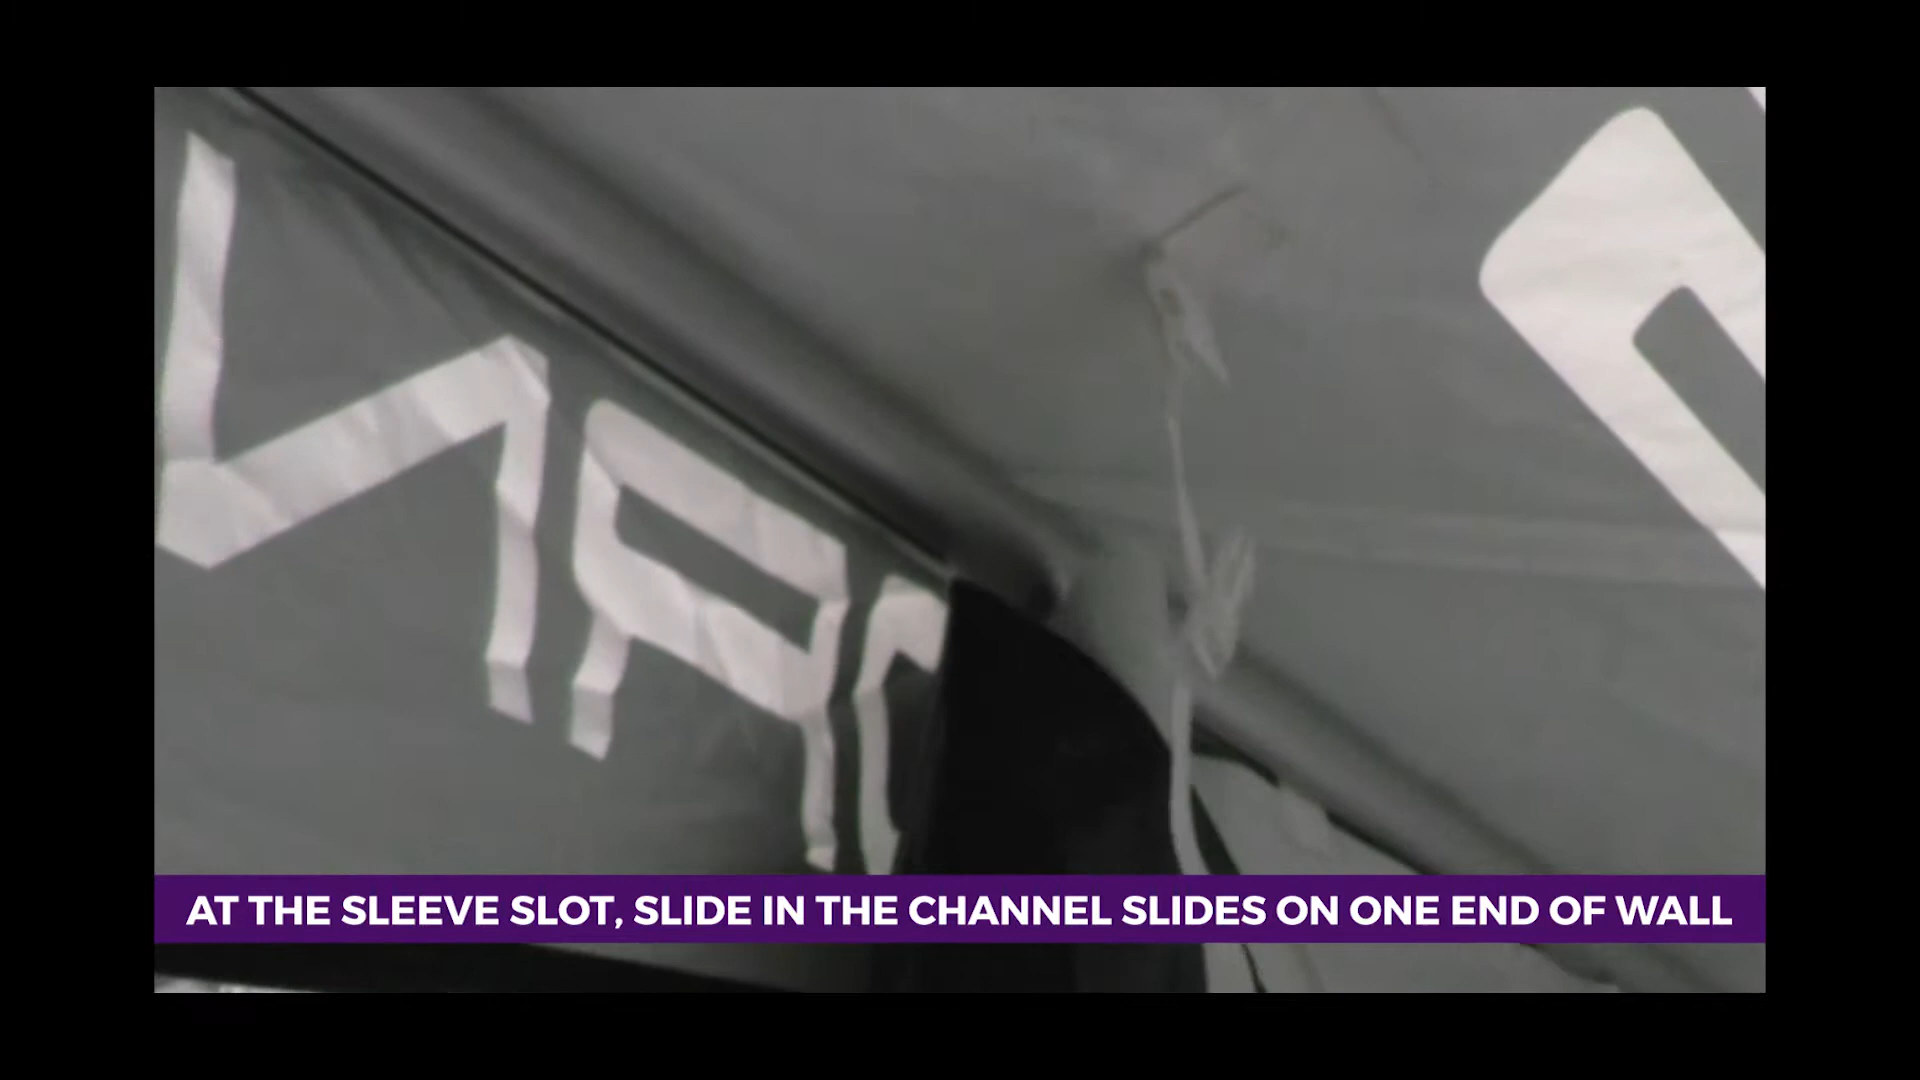 AT THE SLEEVE SLOT, SLIDE IN THE CHANNEL SLIDES ON ONE END OF WALL